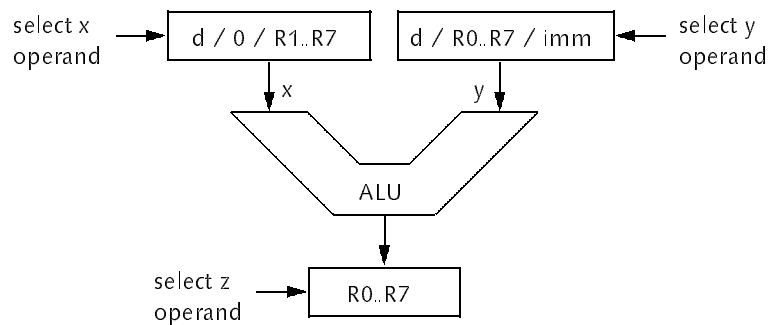 select x
operand
d / 0 / R1..R7
d / R0..R7 / imm
select y
operand
x
y
ALU
select z
operand
R0..R7